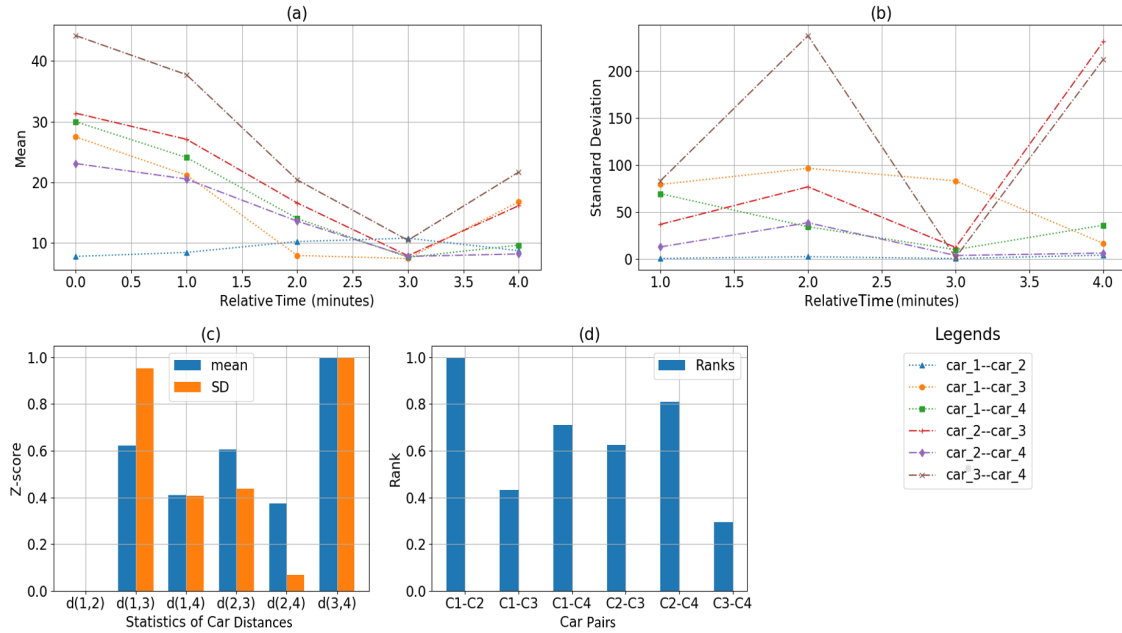 (a)
Mean
40
30
20
10
0.0 0.5 1.0 1.5 2.0 2.5 3.0 3.5 4.0
Relative Time (minutes)
(b)
Standard Deviation
200
150
100
50
0
1.0 1.5 2.0 2.5 3.0 3.5 4.0
Relative Time (minutes)
(c)
Z-score
1.0
0.8
0.6
0.4
0.2
0.0
mean
SD
d(1,2) d(1,3) d(1,4) d(2,3) d(2,4) d(3,4)
Statistics of Car Distances
(d)
Rank
1.0
0.8
0.6
0.4
0.2
0.0
Ranks
C1-C2 C1-C3 C1-C4 C2-C3 C2-C4 C3-C4
Car Pairs
Legends
car_1--car_2
car_1--car_3
car_1--car_4
car_2--car_3
car_2--car_4
car_3--car_4